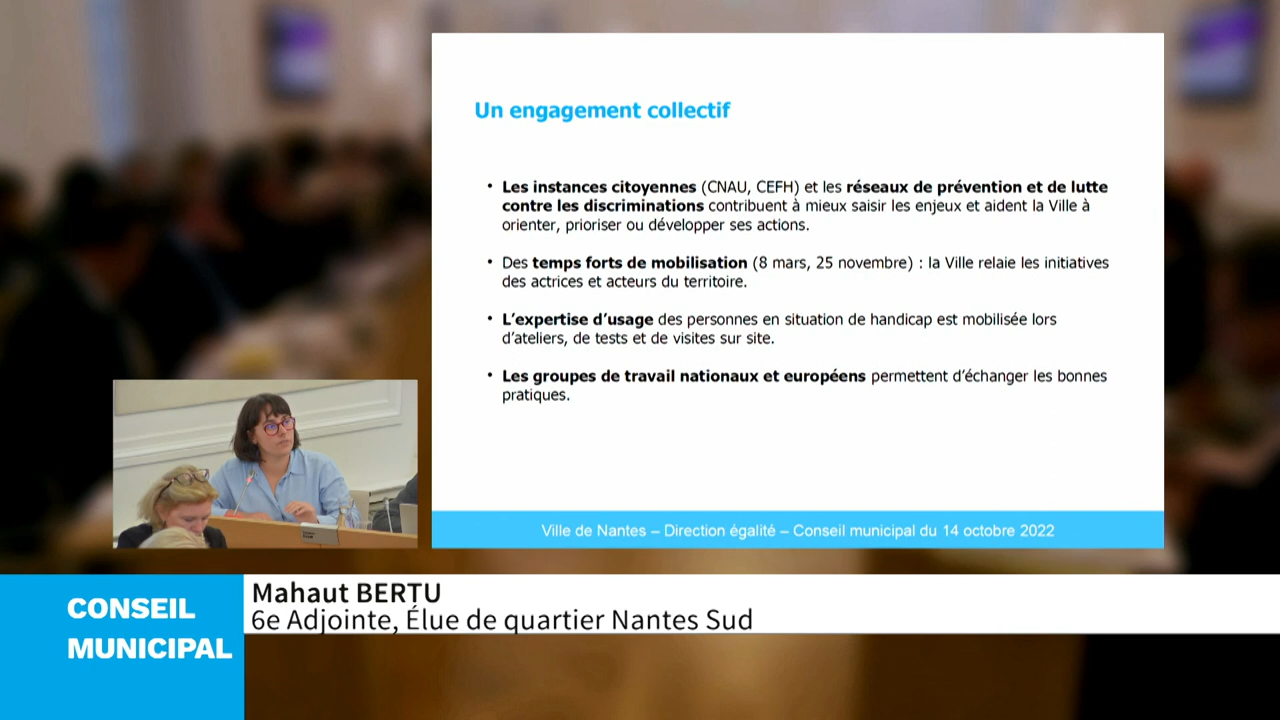 Un engagement collectif
• Les instances citoyennes (CNAU, CEFH) et les réseaux de prévention et de lutte
contre les discriminations contribuent à mieux saisir les enjeux et aident la Ville à
orienter, prioriser ou développer ses actions.
• Des temps forts de mobilisation (8 mars, 25 novembre) : la Ville relaie les initiatives
des actrices et acteurs du territoire.
• L’expertise d’usage des personnes en situation de handicap est mobilisée lors
d’ateliers, de tests et de visites sur site.
• Les groupes de travail nationaux et européens permettent d’échanger les bonnes
pratiques.
Ville de Nantes – Direction égalité – Conseil municipal du 14 octobre 2022
CONSEIL
MUNICIPAL
Mahaut BERTU
6e Adjointe, Élue de quartier Nantes Sud